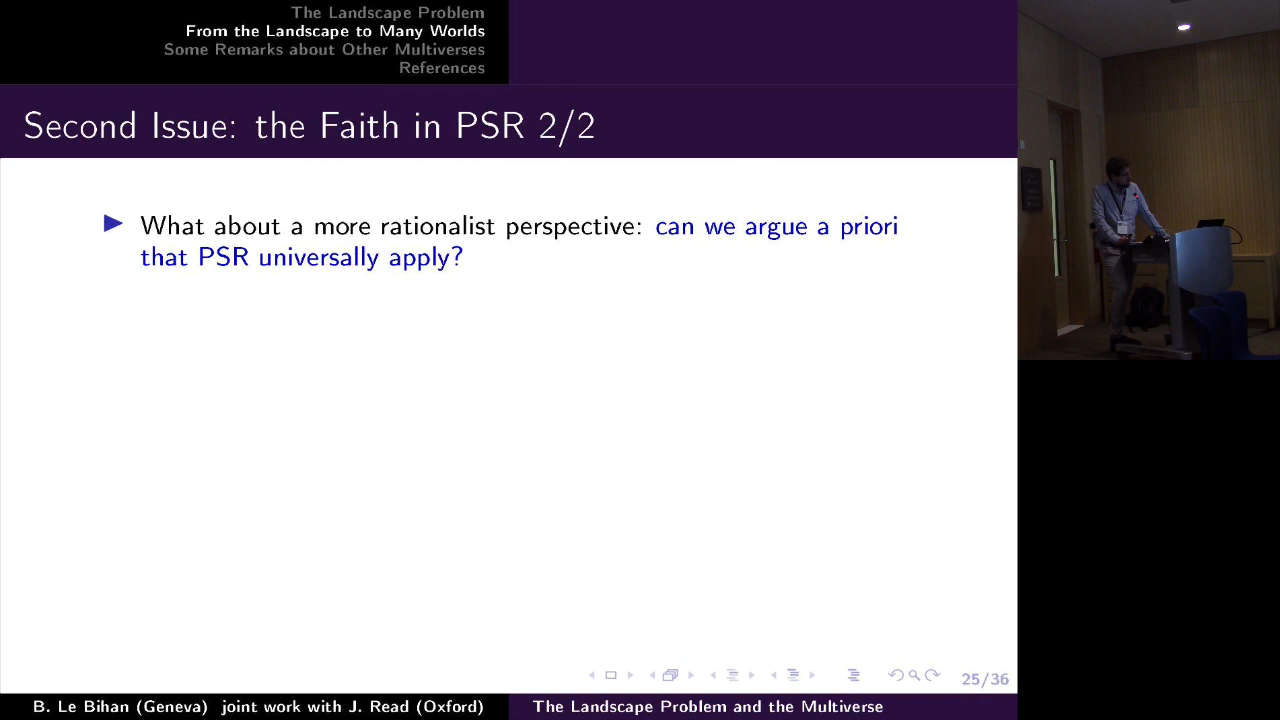 The Landscape Problem
From the Landscape to Many Worlds
Some Remarks about Other Multiverses
References
Second Issue: the Faith in PSR 2/2
What about a more rationalist perspective: can we argue a priori
that PSR universally apply?
25/36
B. Le Bihan (Geneva) joint work with J. Read (Oxford)
The Landscape Problem and the Multiverse